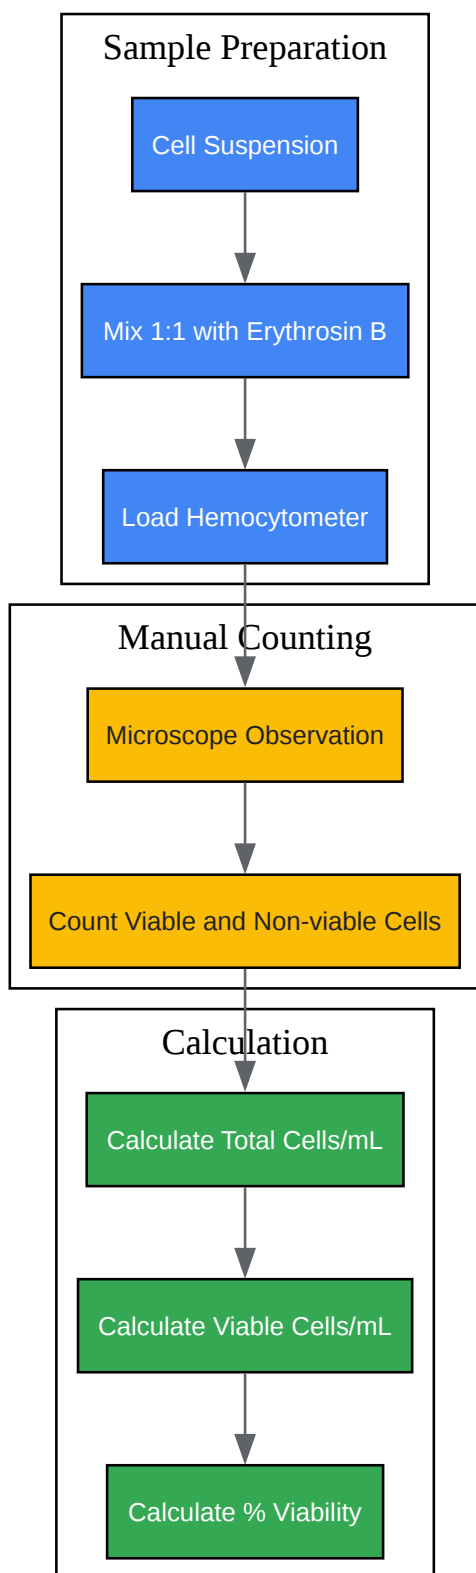 Sample Preparation
Cell Suspension
Mix 1:1 with Erythrosin B
Load Hemocytometer
Manual Counting
Microscope Observation
Count Viable and Non-viable Cells
Calculation
Calculate Total Cells/mL
Calculate Viable Cells/mL
Calculate % Viability